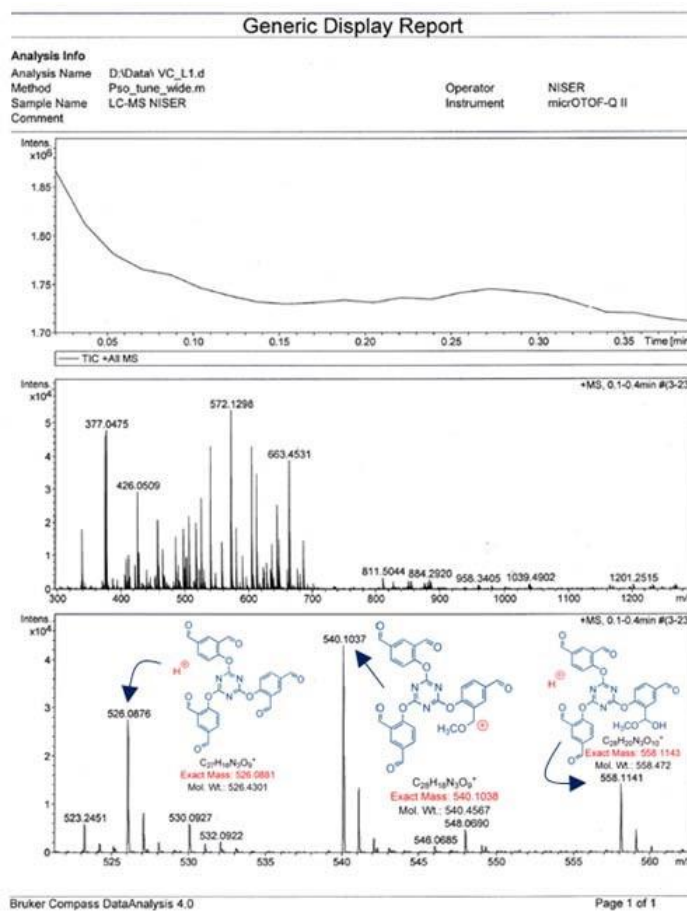 Generic Display Report
Analysis Info
Analysis Name D:\Data\ VC_L1.d
Method Pso_tune_wide.m Operator NISER
Sample Name LC-MS NISER Instrument micrOTOF-Q II
Comment
Intens.
x10⁶
1.85
1.80
1.75
1.70
0.05 0.10 0.15 0.20 0.25 0.30 0.35 Time [min
TIC +All MS
Intens.
x10⁴
+MS, 0.1-0.4min #(3-23
572.1298
5
377.0475
4
663.4531
3
426.0509
2
1
811.5044 884.2920 958.3405 1039.4902 1201.2515
0
300 400 500 600 700 800 900 1000 1100 1200 m/
Intens.
x10⁴
+MS, 0.1-0.4min #(3-23
540.1037
4
H⊕
3
526.0876
H₃CO ⊕
H₃CO OH
C₂₇H₁₆N₃O₉⁺
Exact Mass: 526.0881
Mol. Wt.: 526.4301
C₂₈H₁₈N₃O₉⁺
Exact Mass: 540.1038
Mol. Wt.: 540.4567
C₂₈H₂₀N₃O₁₀⁺
Exact Mass: 558.1143
Mol. Wt.: 558.472
2
558.1141
1
523.2451 530.0927 532.0922 546.0685 548.0690
0
525 530 535 540 545 550 555 560 m/
Bruker Compass DataAnalysis 4.0 Page 1 of 1